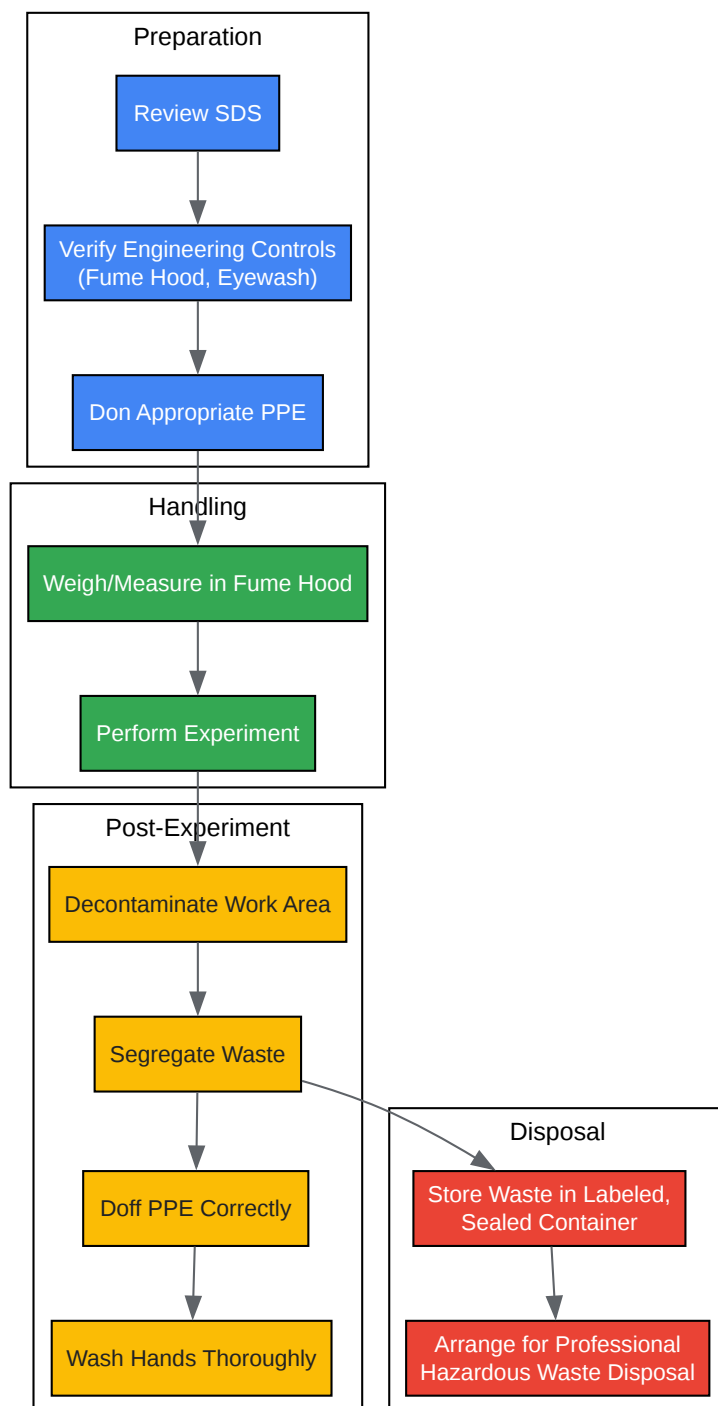 Preparation
Review SDS
Verify Engineering Controls
(Fume Hood, Eyewash)
Don Appropriate PPE
Handling
Weigh/Measure in Fume Hood
Perform Experiment
Post-Experiment
Decontaminate Work Area
Segregate Waste
Doff PPE Correctly
Wash Hands Thoroughly
Disposal
Store Waste in Labeled,
Sealed Container
Arrange for Professional
Hazardous Waste Disposal